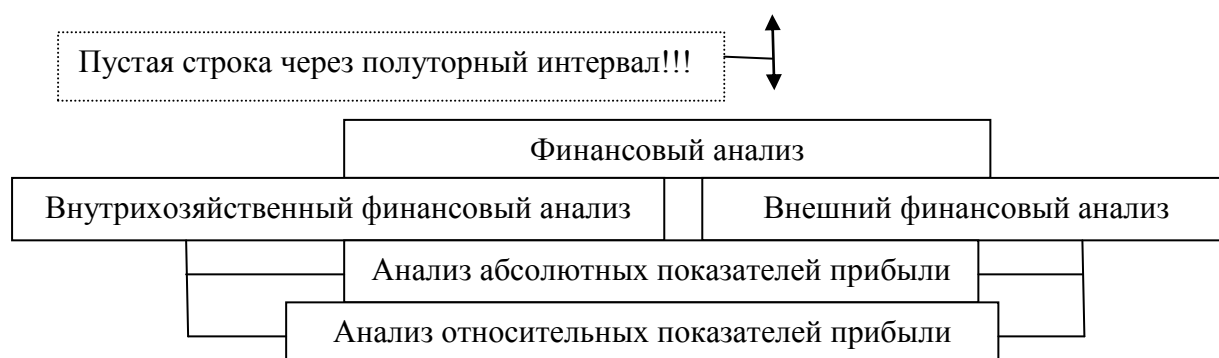 Пустая строка через полуторный интервал!!!
Финансовый анализ
Внутрихозяйственный финансовый анализ
Внешний финансовый анализ
Анализ абсолютных показателей прибыли
Анализ относительных показателей прибыли